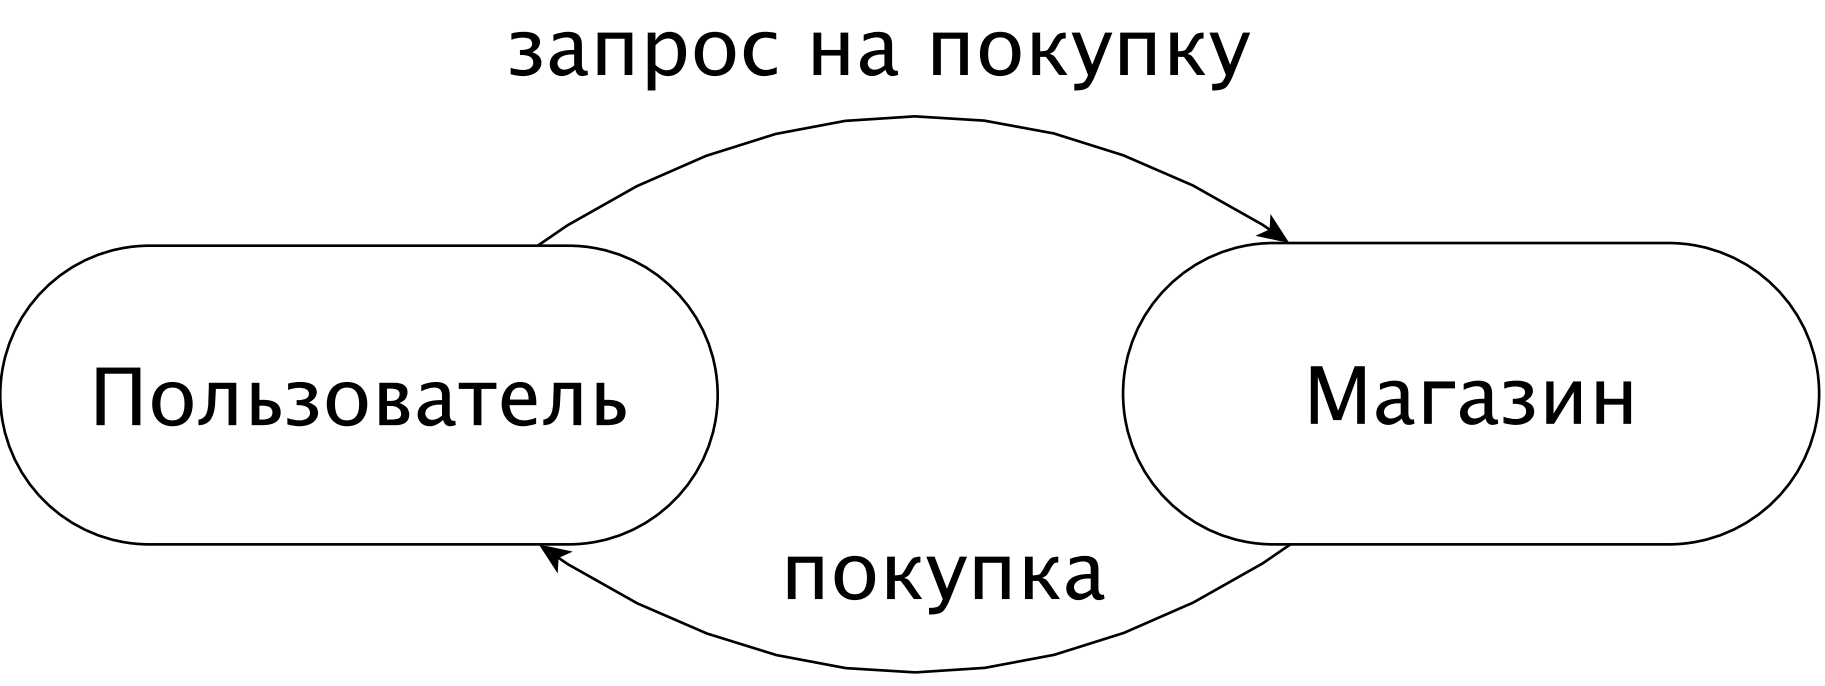 запрос на покупку
Пользователь
Магазин
покупка